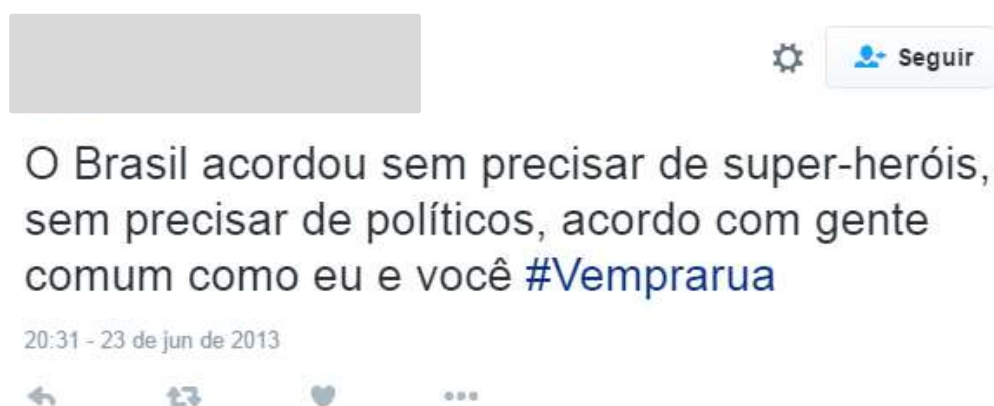 Seguir
O Brasil acordou sem precisar de super-heróis,
sem precisar de políticos, acordo com gente
comum como eu e você #Vemprarua
20:31 - 23 de jun de 2013